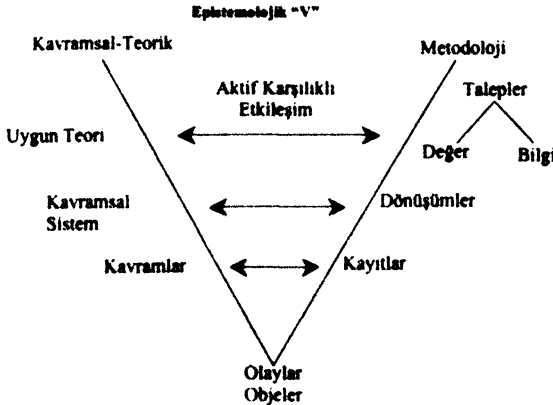 Epistemolojik "V"
Kavramsal-Teorik
Metodoloji
Aktif Karşılıklı
Etkileşim
Talepler
Uygun Teori
Değer
Bilgi
Kavramsal
Sistem
Dönüşümler
Kavramlar
Kayıtlar
Olaylar
Objeler